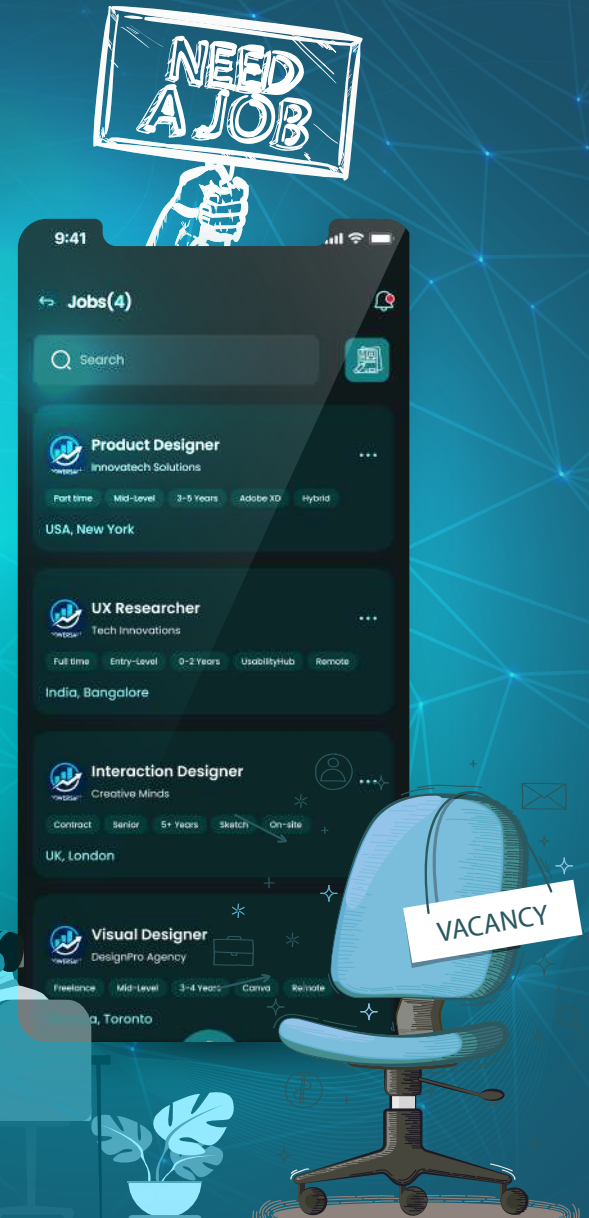 NEED
A JOB
9:41
Jobs(4)
Search
Product Designer
Innovatech Solutions
Part time Mid-Level 3-5 Years Adobe XD Hybrid
USA, New York
UX Researcher
Tech Innovations
Full time Entry-Level 0-2 Years UsabilityHub Remote
India, Bangalore
Interaction Designer
Creative Minds
Contract Senior 5+ Years Sketch On-site
UK, London
VACANCY
Visual Designer
DesignPro Agency
Freelance Mid-Level 3-4 Years Canva Remote
a, Toronto